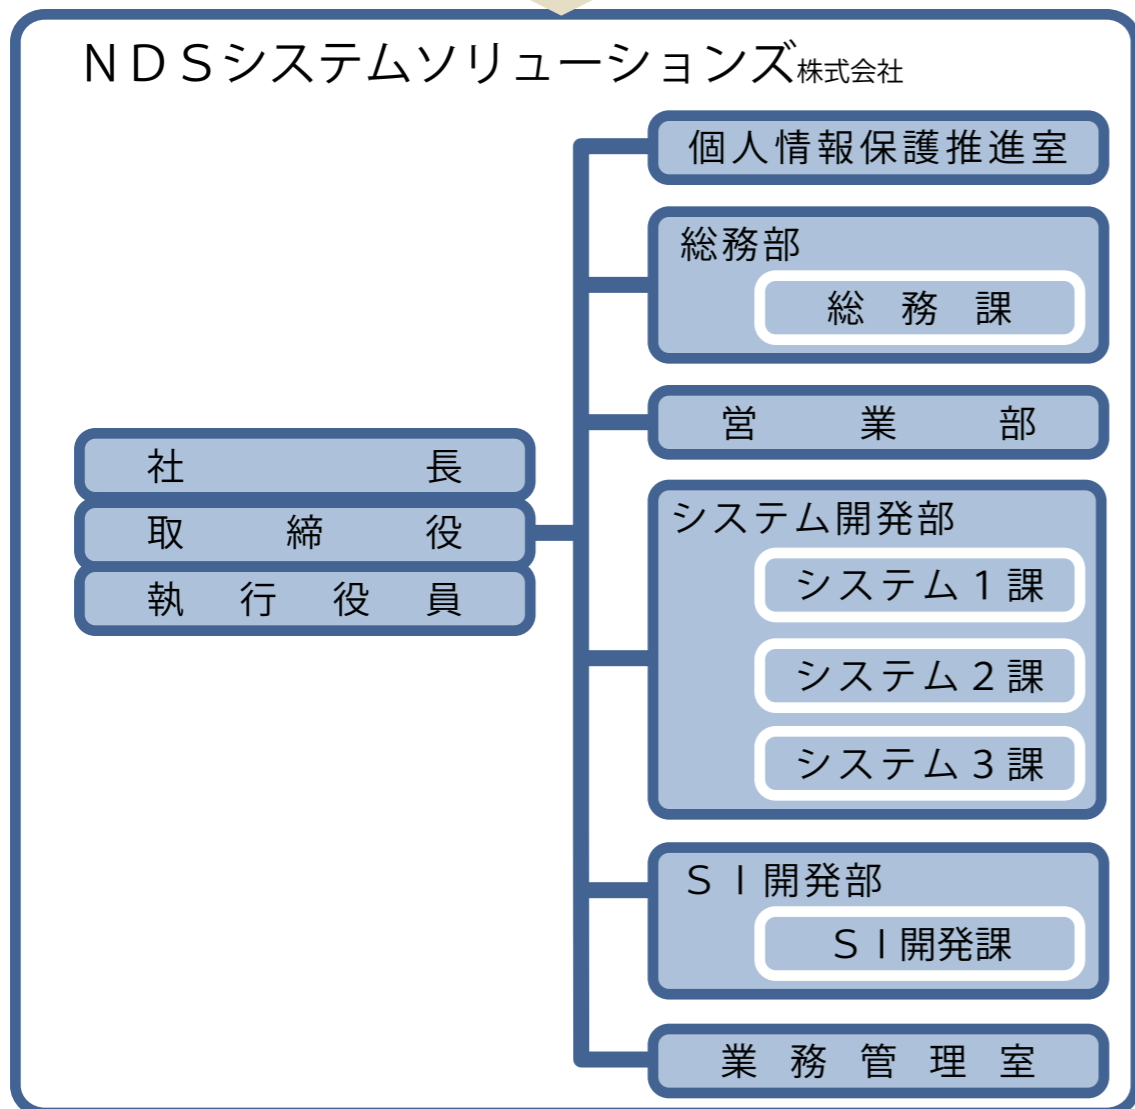 ＮＤＳシステムソリューションズ株式会社
個人情報保護推進室
総務部
総務課
営業部
社長
取締役
執行役員
システム開発部
システム１課
システム２課
システム３課
ＳＩ開発部
ＳＩ開発課
業務管理室